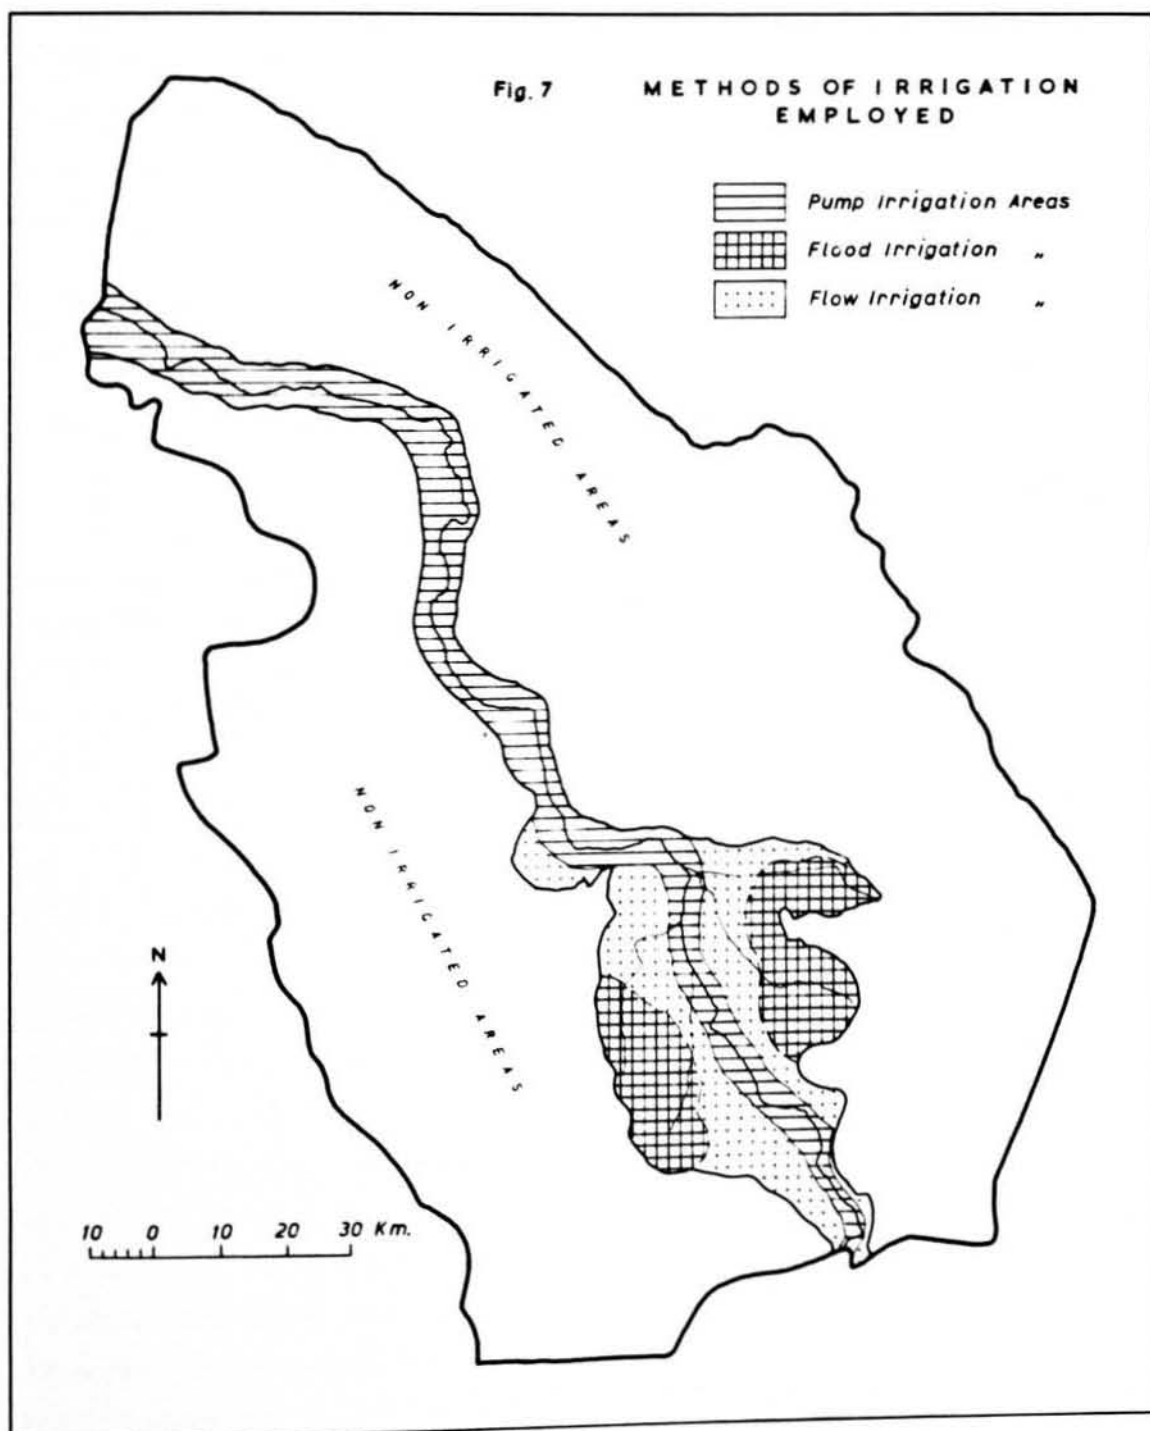 Fig. 7
METHODS OF IRRIGATION
EMPLOYED
Pump Irrigation Areas
Flood Irrigation „
Flow Irrigation „
NON IRRIGATED AREAS
NON IRRIGATED AREAS
N
10 0 10 20 30 Km.